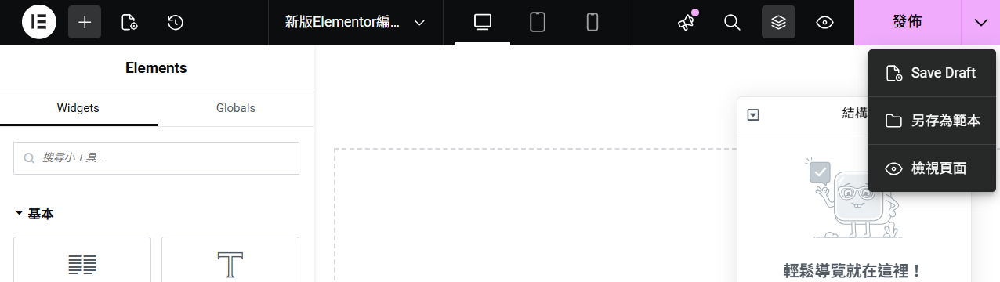 新版Elementor編...
發佈
Elements
Widgets
Globals
搜尋小工具...
基本
Save Draft
另存為範本
檢視頁面
結構
輕鬆導覽就在這裡！